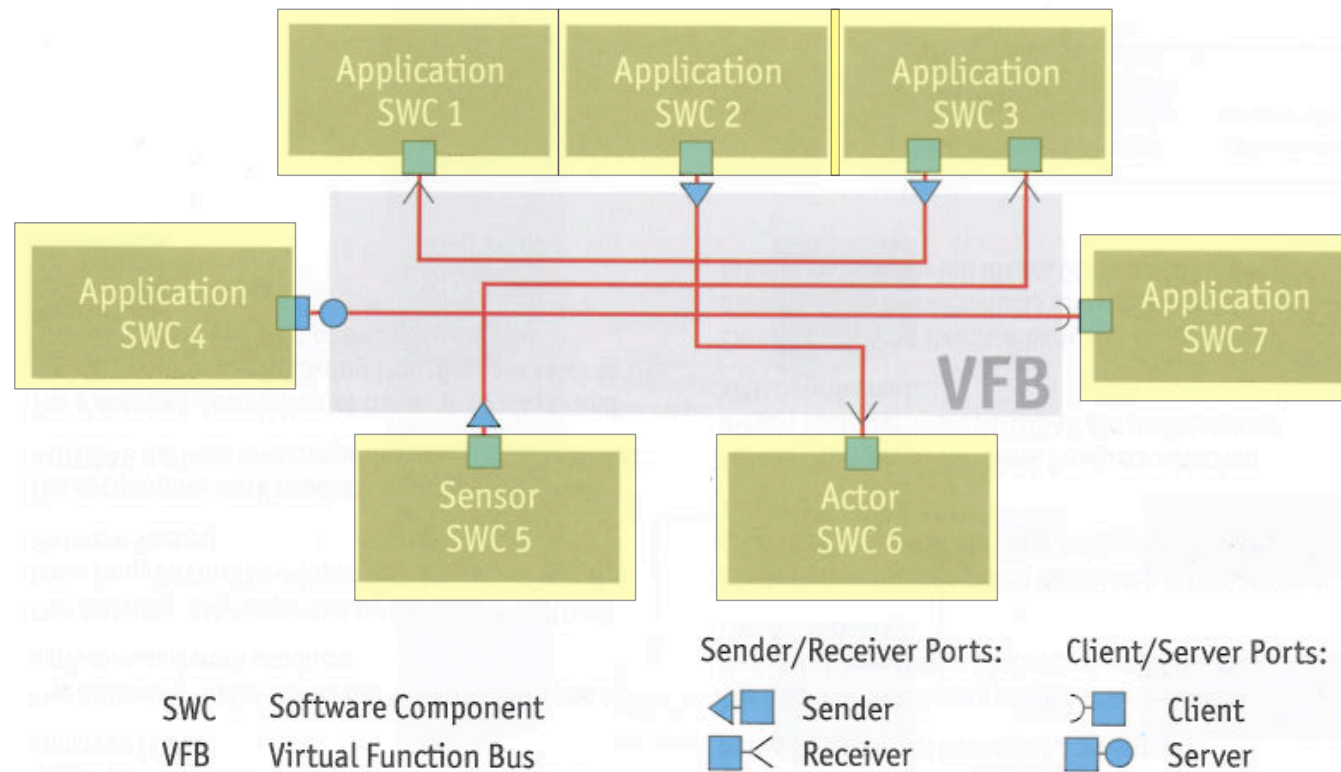 Application
SWC 1
Application
SWC 2
Application
SWC 3
Application
SWC 4
Application
SWC 7
VFB
Sensor
SWC 5
Actor
SWC 6
SWC Software Component
VFB Virtual Function Bus
Sender/Receiver Ports:
Sender
Receiver
Client/Server Ports:
Client
Server